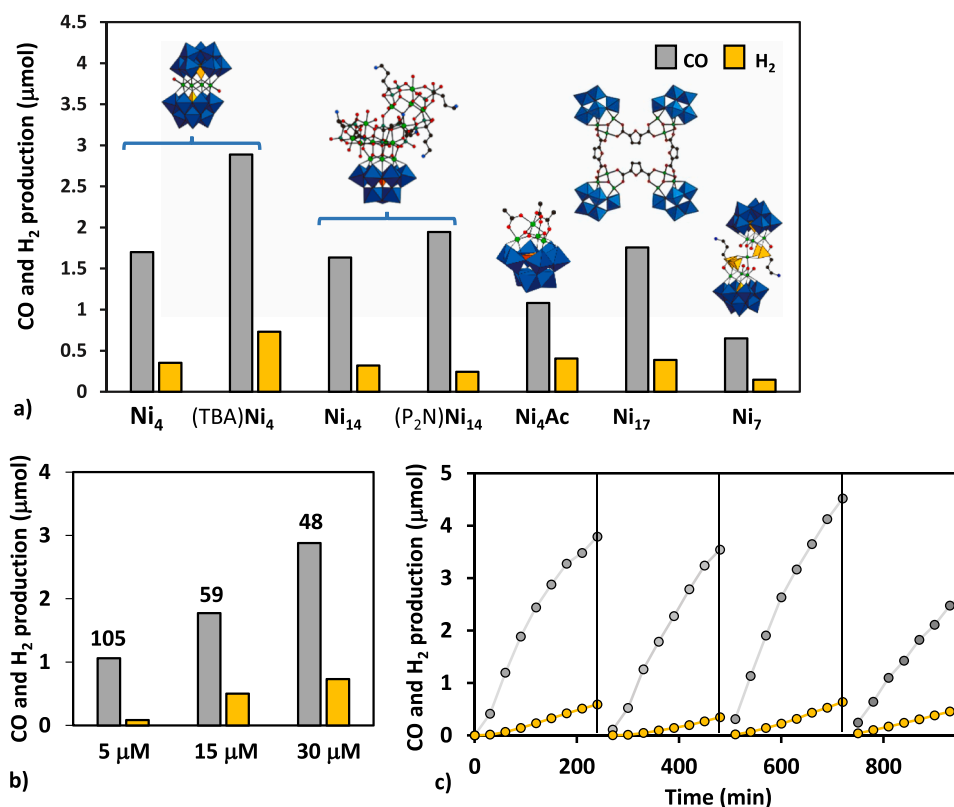 CO and H2 production (µmol)
4.5
4
3.5
3
2.5
2
1.5
1
0.5
0
CO H2
Ni4 (TBA)Ni4 Ni14 (P2N)Ni14 Ni4Ac Ni17 Ni7
a)
CO and H2 production (µmol)
4
3
2
1
0
105 59 48
5 µM 15 µM 30 µM
b)
CO and H2 production (µmol)
5
4
3
2
1
0
0 200 400 600 800
Time (min)
c)